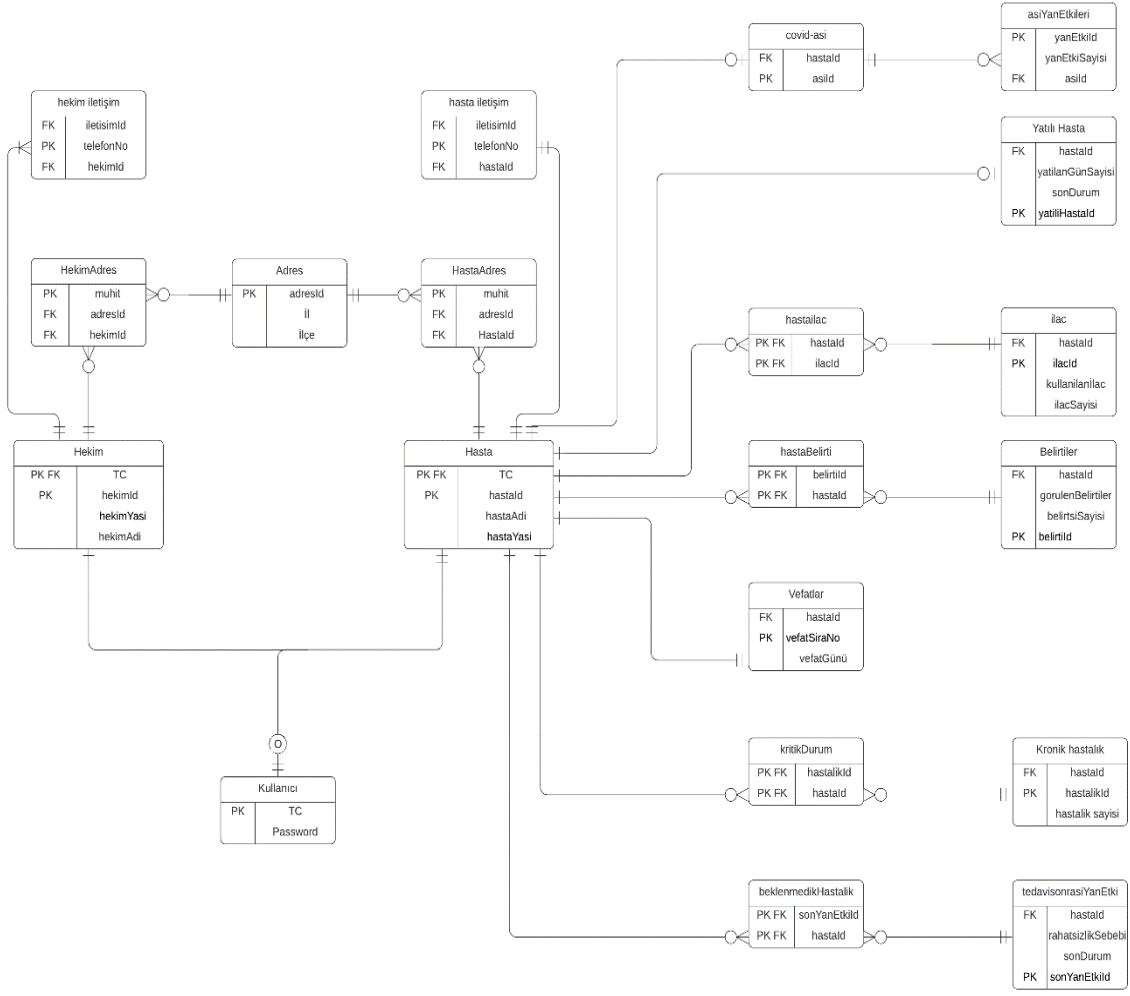 asiYanEtkileri
PK yanEtkiId
yanEtkiSayisi
FK asiId
covid-asi
FK hastaId
PK asiId
hekim iletişim
FK iletisimId
PK telefonNo
FK hekimId
hasta iletişim
FK iletisimId
PK telefonNo
FK hastaId
Yatılı Hasta
FK hastaId
yatilanGünSayisi
sonDurum
PK yatiliHastaId
HekimAdres
PK muhit
FK adresId
FK hekimId
Adres
PK adresId
İl
İlçe
HastaAdres
PK muhit
FK adresId
FK HastaId
hastailac
PK FK hastaId
PK FK ilacId
ilac
FK hastaId
PK ilacId
kullanilanİlac
ilacSayisi
Hekim
PK FK TC
PK hekimId
hekimYasi
hekimAdi
Hasta
PK FK TC
PK hastaId
hastaAdi
hastaYasi
hastaBelirti
PK FK belirtiId
PK FK hastaId
Belirtiler
FK hastaId
gorulenBelirtiler
belirtsiSayisi
PK belirtiId
Vefatlar
FK hastaId
PK vefatSiraNo
vefatGünü
O
Kullanıcı
PK TC
Password
kritikDurum
PK FK hastalikId
PK FK hastaId
Kronik hastalık
FK hastaId
PK hastalikId
hastalik sayisi
beklenmedikHastalik
PK FK sonYanEtkiId
PK FK hastaId
tedavisonrasiYanEtki
FK hastaId
rahatsizlikSebebi
sonDurum
PK sonYanEtkiId